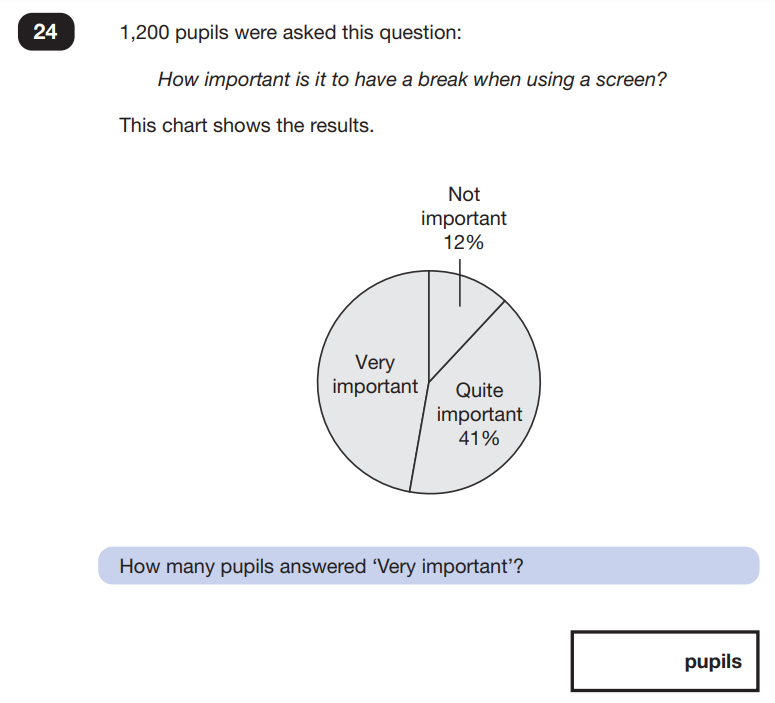 24
1,200 pupils were asked this question:
How important is it to have a break when using a screen?
This chart shows the results.
Not
important
12%
Very
important
Quite
important
41%
How many pupils answered ‘Very important’?
pupils